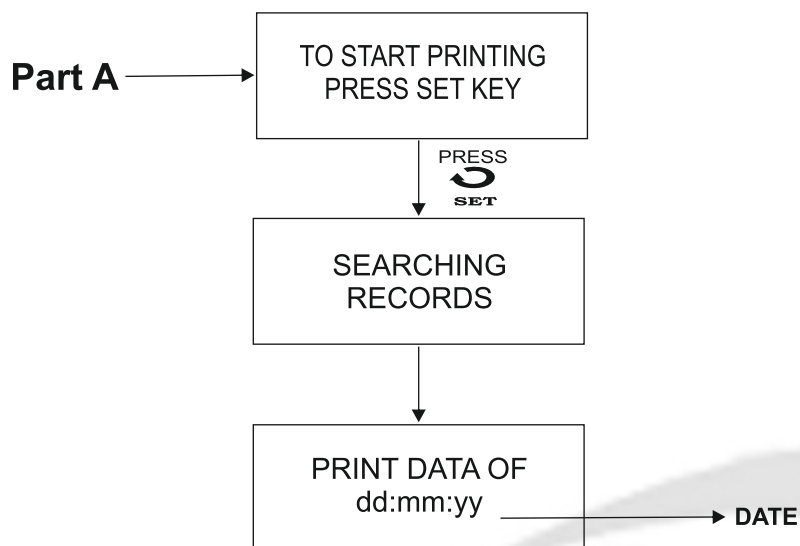 TO START PRINTING
PRESS SET KEY
Part A
PRESS
SET
SEARCHING
RECORDS
PRINT DATA OF
dd:mm:yy
DATE